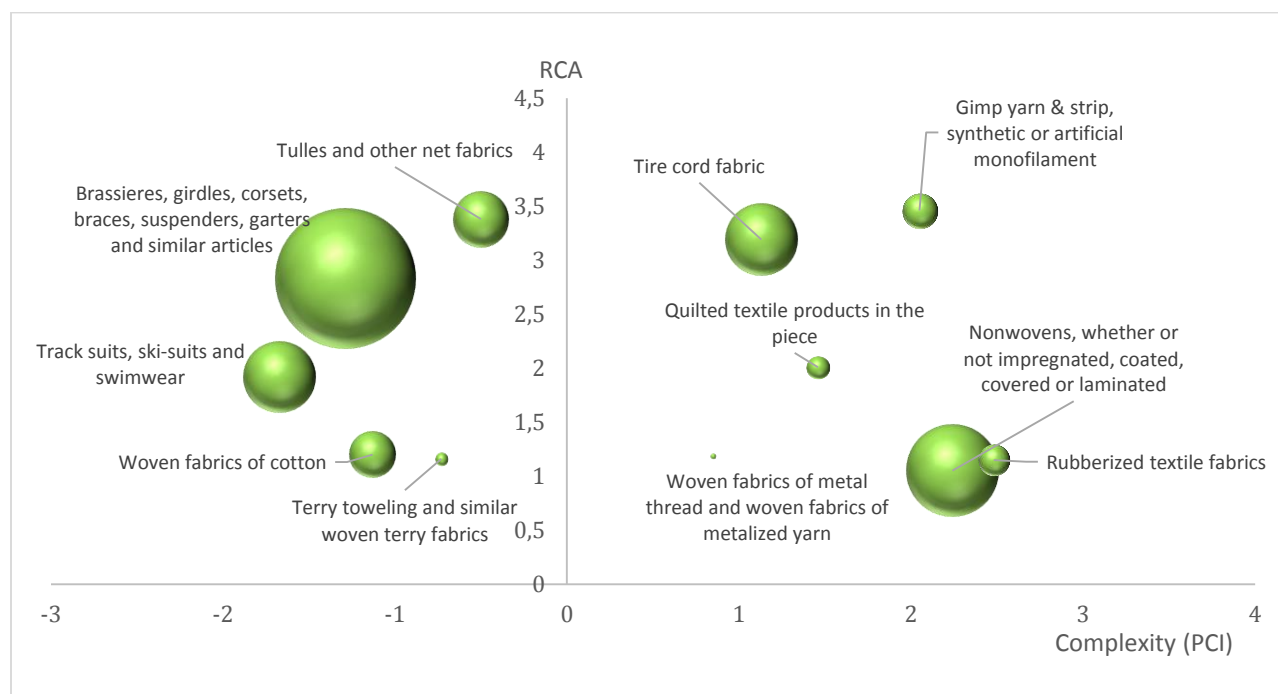 RCA
4,5
4
3,5
3
2,5
2
1,5
1
0,5
0
Tulles and other net fabrics
Brassieres, girdles, corsets,
braces, suspenders, garters
and similar articles
Track suits, ski-suits and
swimwear
Woven fabrics of cotton
Terry toweling and similar
woven terry fabrics
Gimp yarn & strip,
synthetic or artificial
monofilament
Tire cord fabric
Quilted textile products in the
piece
Nonwovens, whether or
not impregnated, coated,
covered or laminated
Rubberized textile fabrics
Woven fabrics of metal
thread and woven fabrics of
metalized yarn
-3
-2
-1
0
1
2
3
4
Complexity (PCI)